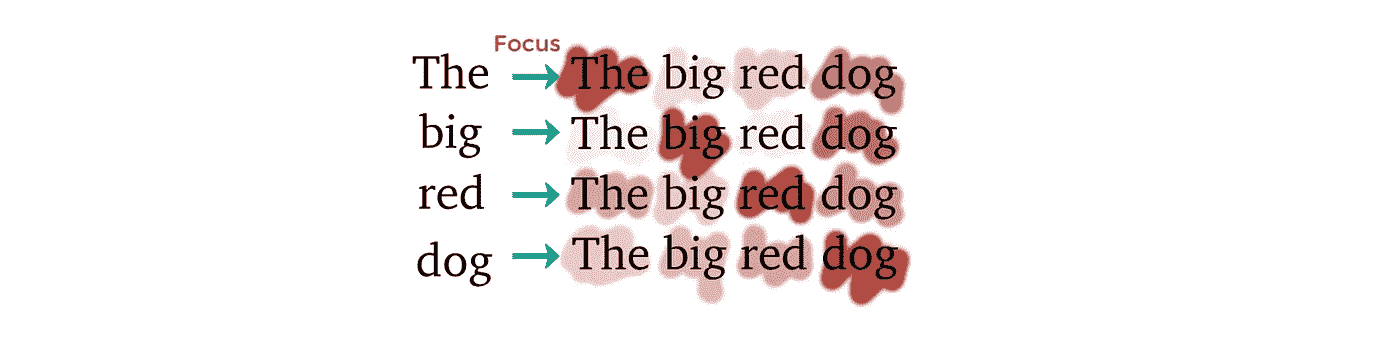 Focus
The → The big red dog
big → The big red dog
red → The big red dog
dog → The big red dog